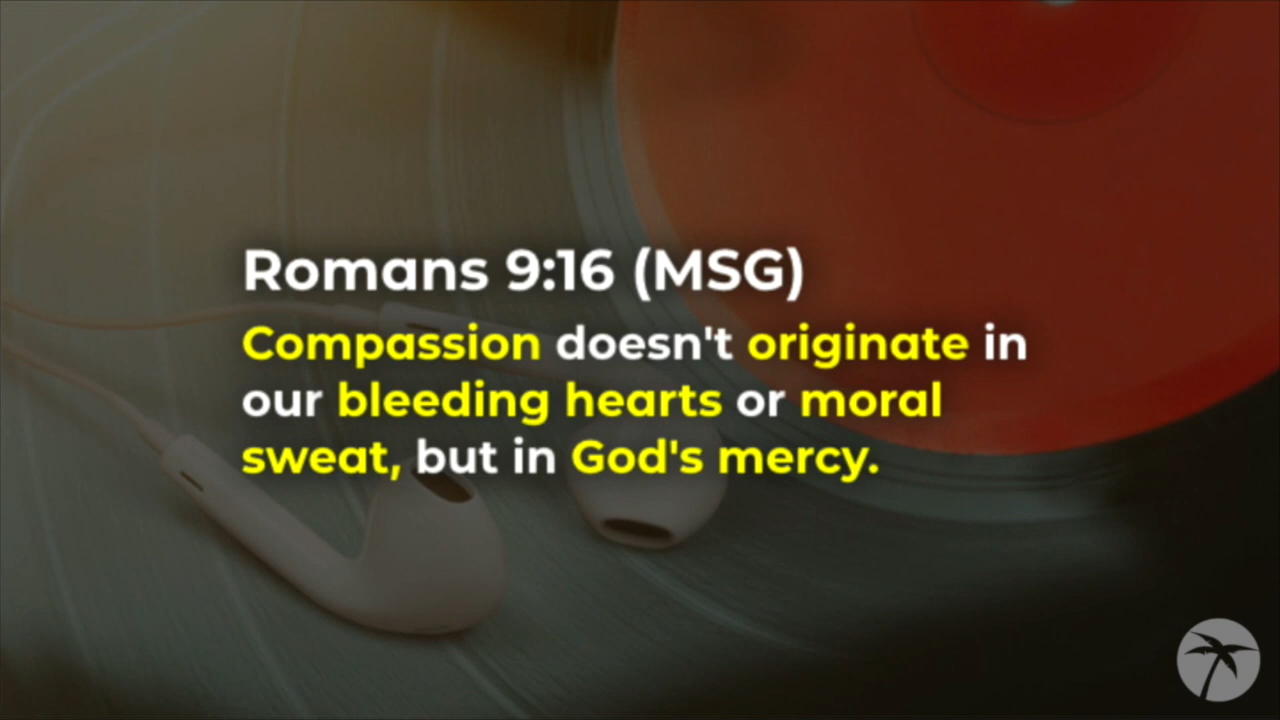 Romans 9:16 (MSG)
Compassion doesn't originate in
our bleeding hearts or moral
sweat, but in God's mercy.